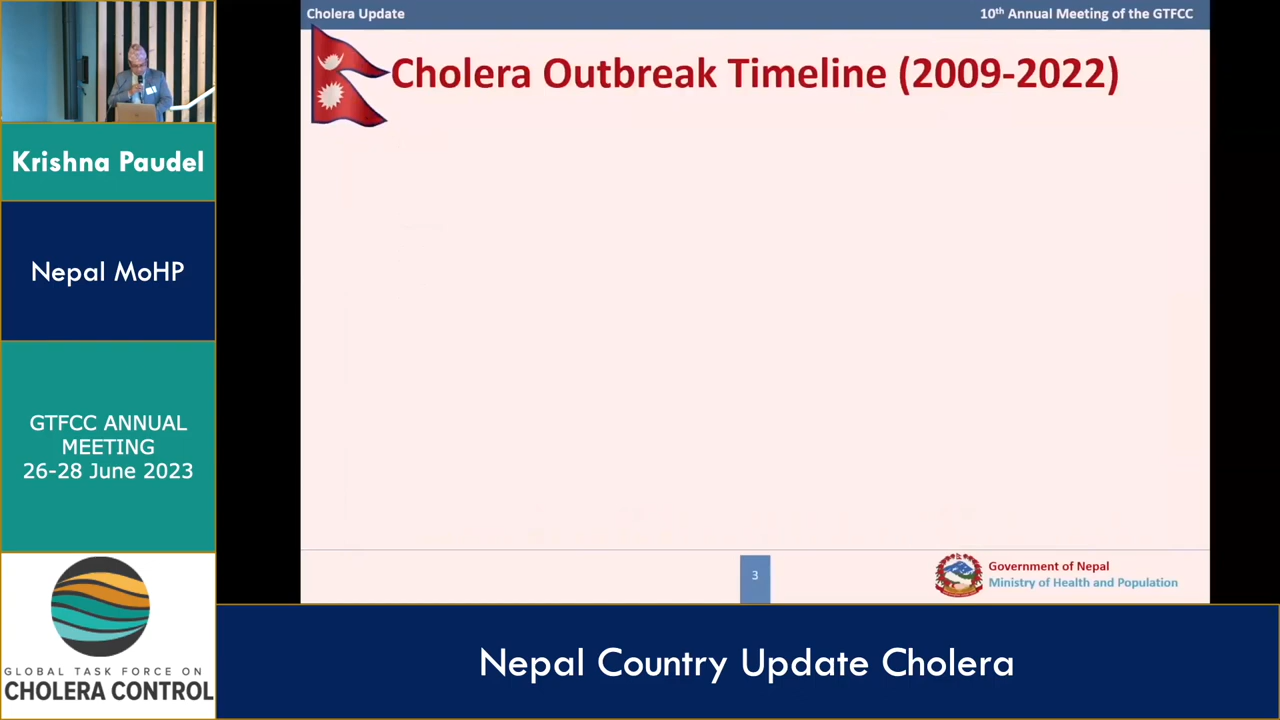 Cholera Update
10th Annual Meeting of the GTFCC
Cholera Outbreak Timeline (2009-2022)
Krishna Paudel
Nepal MoHP
GTFCC ANNUAL
MEETING
26-28 June 2023
3
Government of Nepal
Ministry of Health and Population
GLOBAL TASK FORCE ON
CHOLERA CONTROL
Nepal Country Update Cholera